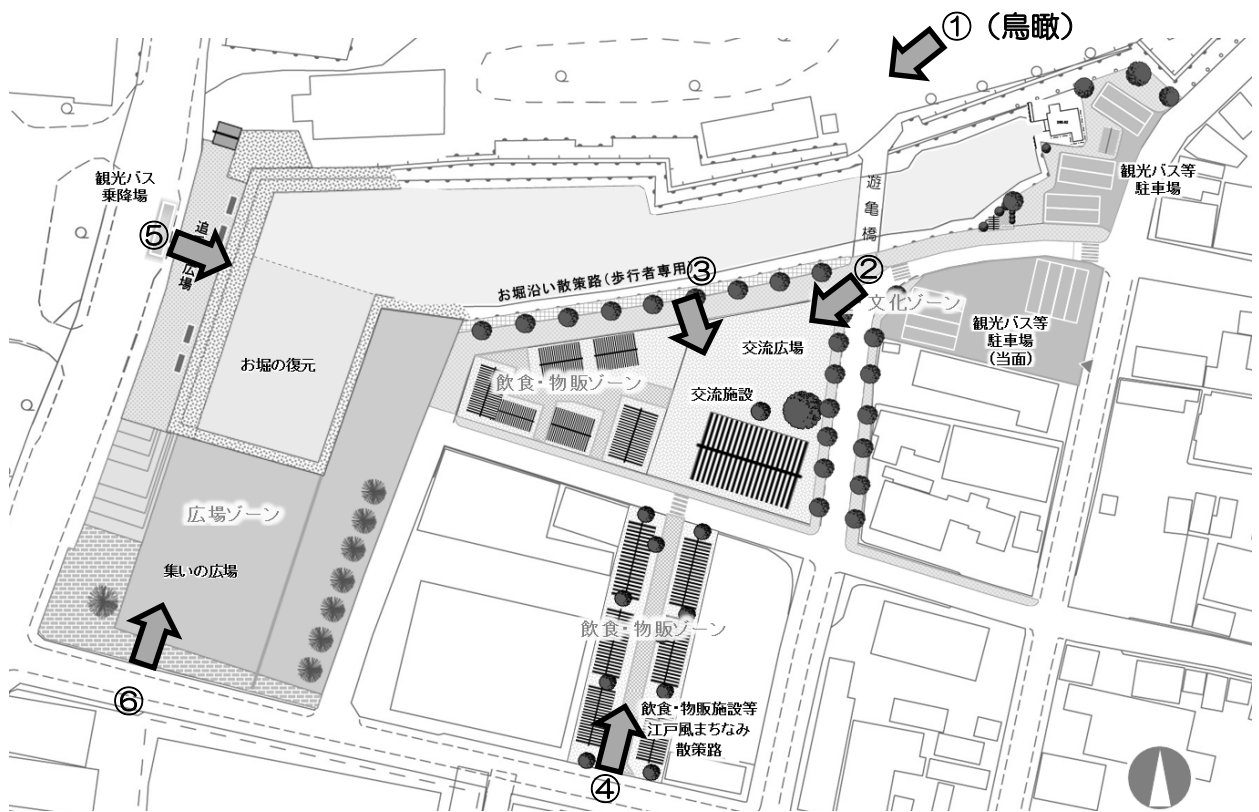 ①（鳥瞰）
観光バス
乗降場
⑤
観光バス等
駐車場
遊亀橋
お堀沿い散策路(歩行者専用)
③
②
文化ゾーン
観光バス等
駐車場
(当面)
お堀の復元
交流広場
飲食・物販ゾーン
交流施設
広場ゾーン
集いの広場
飲食・物販ゾーン
⑥
飲食・物販施設等
江戸風まちなみ
散策路
④